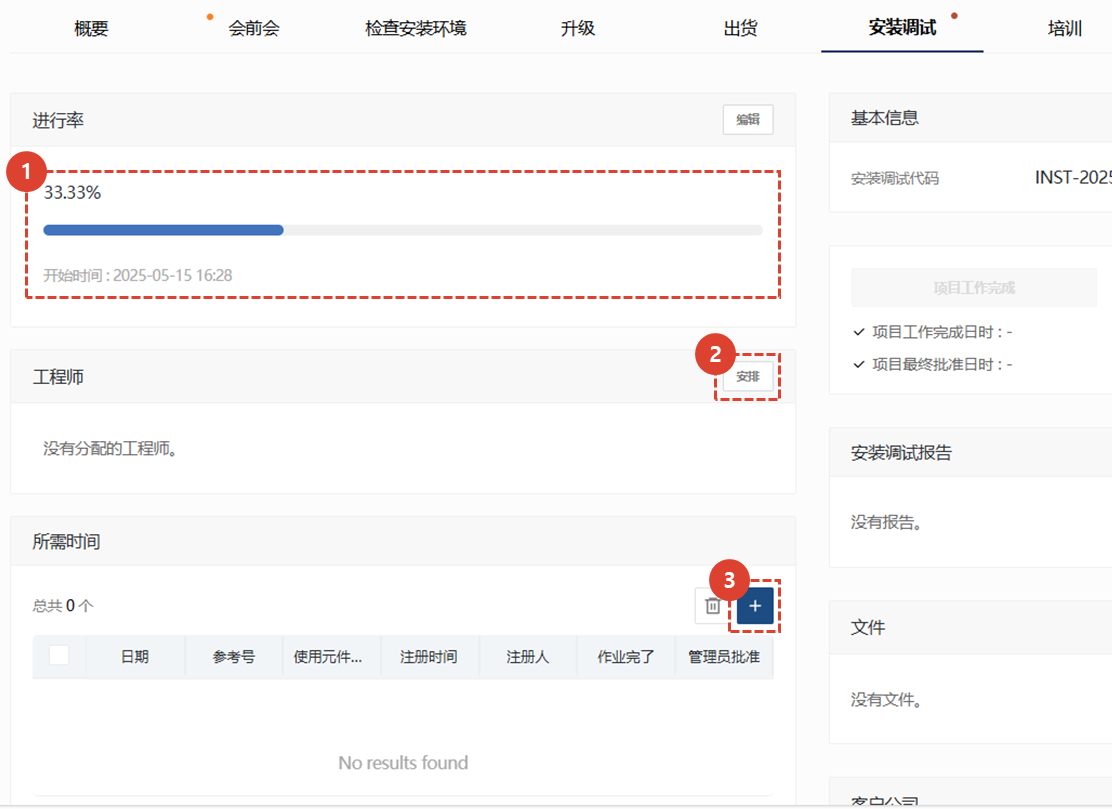 概要
会前会
检查安装环境
升级
出货
安装调试
培训
进行率
编辑
1
33.33%
开始时间 : 2025-05-15 16:28
工程师
2
安排
没有分配的工程师。
所需时间
总共 0 个
3
日期
参考号
使用元件...
注册时间
注册人
作业完了
管理员批准
No results found
基本信息
安装调试代码
INST-2025
项目工作完成
项目工作完成日时 : -
项目最终批准日时 : -
安装调试报告
没有报告。
文件
没有文件。
客户公司